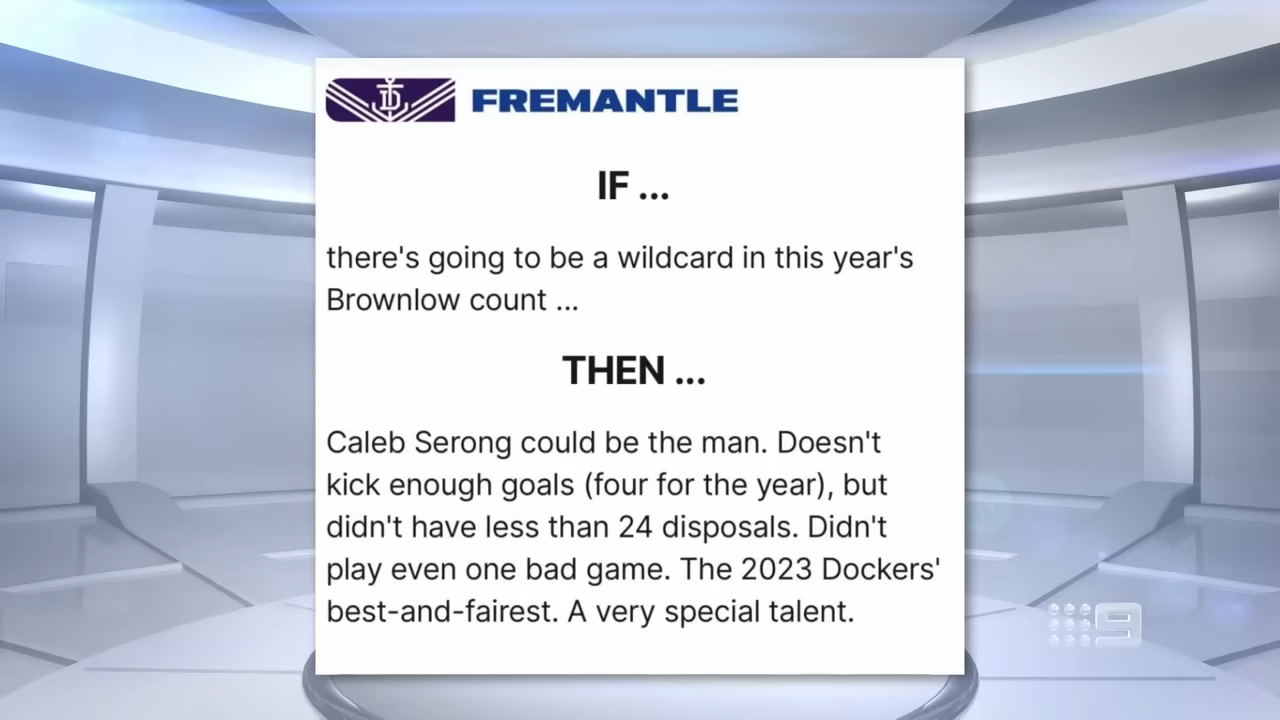 FREMANTLE
IF ...
there's going to be a wildcard in this year's
Brownlow count ...
THEN ...
Caleb Serong could be the man. Doesn't
kick enough goals (four for the year), but
didn't have less than 24 disposals. Didn't
play even one bad game. The 2023 Dockers'
best-and-fairest. A very special talent.
9